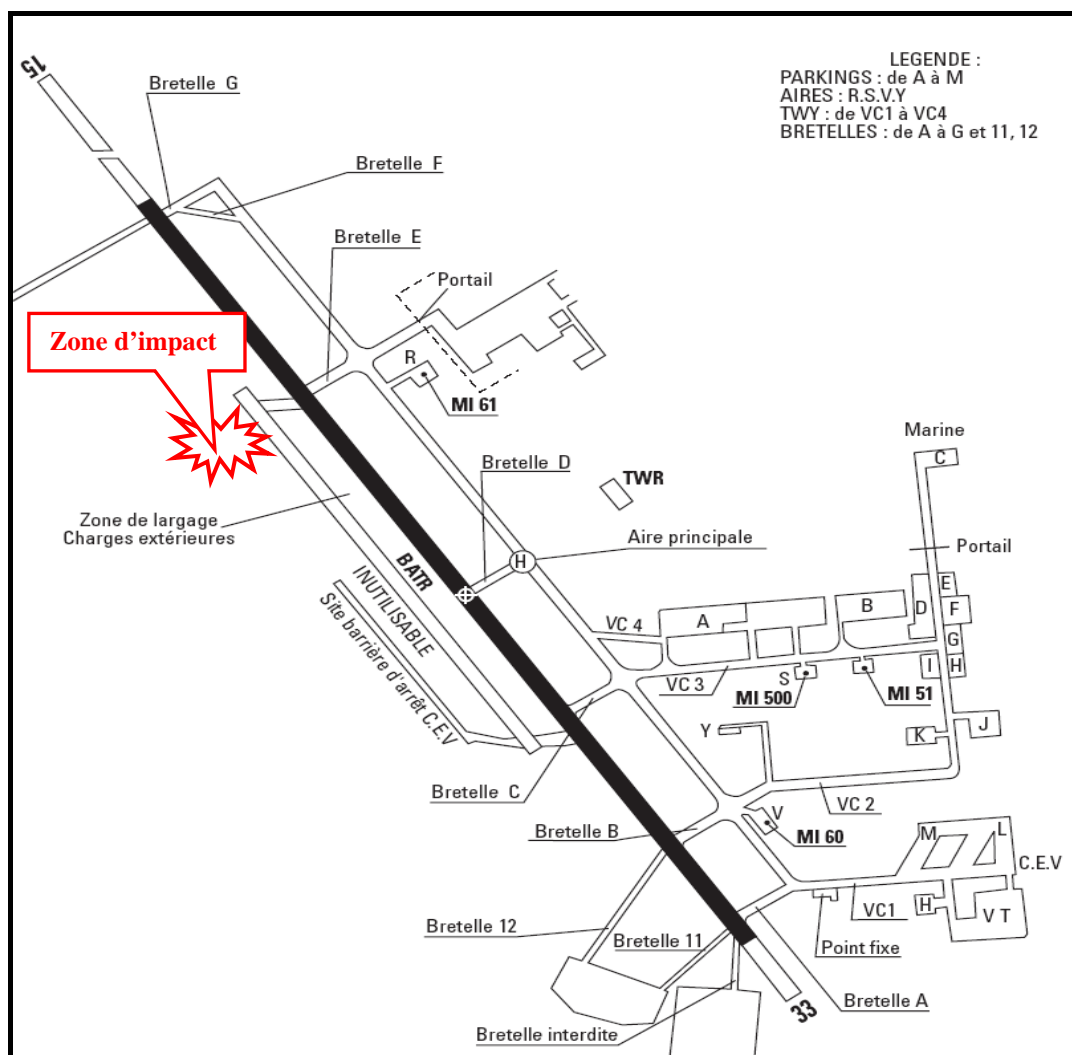 15
Bretelle G
LEGENDE :
PARKINGS : de A à M
AIRES : R.S.V.Y
TWY : de VC1 à VC4
BRETELLES : de A à G et 11, 12
Bretelle F
Bretelle E
Portail
Zone d'impact
R
MI 61
Marine
C
Bretelle D
TWR
Zone de largage
Charges extérieures
Aire principale
Portail
H
BATR
INUTILISABLE
Site barrière d'arrêt C.E.V
E
B
D
F
A
VC 4
G
I
H
VC 3
S
MI 500
MI 51
Y
K
J
Bretelle C
VC 2
V
Bretelle B
MI 60
M
L
C.E.V
H
V T
VC1
Bretelle 12
Bretelle 11
Point fixe
Bretelle A
33
Bretelle interdite